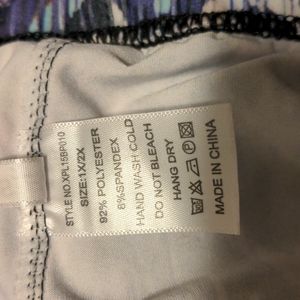 STYLE NO.XPL15BP010
SIZE:1X/2X
92% POLYESTER
8%SPANDEX
HAND WASH COLD
DO NOT BLEACH
HANG DRY
MADE IN CHINA